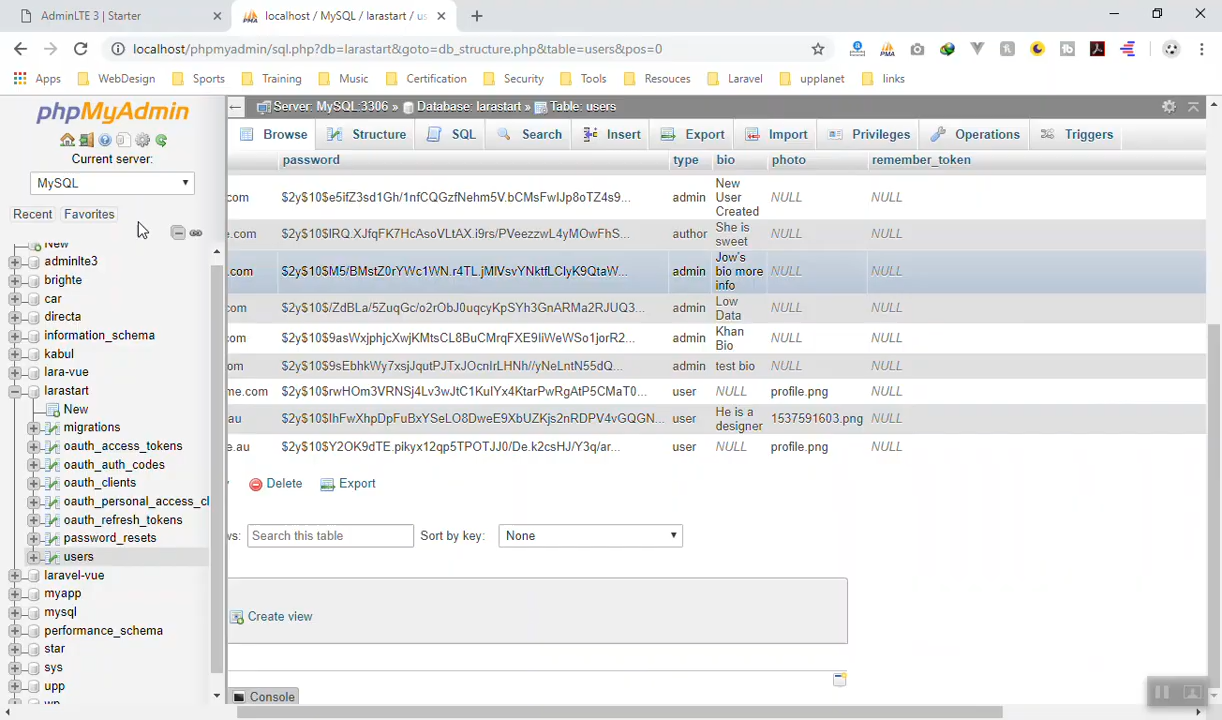 AdminLTE 3 | Starter
localhost / MySQL / larastart / us
localhost/phpmyadmin/sql.php?db=larastart&goto=db_structure.php&table=users&pos=0
Apps WebDesign Sports Training Music Certification Security Tools Resouces Laravel upplanet links
phpMyAdmin
Current server:
MySQL
Recent Favorites
New
adminlte3
brighte
car
directa
information_schema
kabul
lara-vue
larastart
New
migrations
oauth_access_tokens
oauth_auth_codes
oauth_clients
oauth_personal_access_cl
oauth_refresh_tokens
password_resets
users
laravel-vue
myapp
mysql
performance_schema
star
sys
upp
Server: MySQL:3306 » Database: larastart » Table: users
Browse Structure SQL Search Insert Export Import Privileges Operations Triggers
password type bio photo remember_token
com $2y$10$e5ifZ3sd1Gh/1nfCQGzfNehm5V.bCMsFwIJp8oTZ4s9... admin New User Created NULL NULL
e.com $2y$10$IRQ.XJfqFK7HcAsoVLtAX.i9rs/PVeezzwL4yMOwFhS... author She is sweet NULL NULL
.com $2y$10$M5/BMstZ0rYWc1WN.r4TL.jMlVsvYNktfLClyK9QtaW... admin Jow's bio more info NULL NULL
com $2y$10$/ZdBLa/5ZuqGc/o2rObJ0uqcyKpSYh3GnARMa2RJUQ3... admin Low Data NULL NULL
com $2y$10$9asWxjphjcXwjKMtsCL8BuCMrqFXE9IiWeWSo1jorR2... admin Khan Bio NULL NULL
om $2y$10$9sEbhkWy7xsjJqutPJTxJOcnIrLHNh//yNeLntN55dQ... admin test bio NULL NULL
me.com $2y$10$rwHOm3VRNSj4Lv3wJtC1KuIYx4KtarPwRgAtP5CMaT0... user NULL profile.png NULL
au $2y$10$IhFwXhpDpFuBxYSeLO8DweE9XbUZKjs2nRDPV4vGQGN... user He is a designer 1537591603.png NULL
e.au $2y$10$Y2OK9dTE.pikyx12qp5TPOTJJ0/De.k2csHJ/Y3q/ar... user NULL profile.png NULL
Delete Export
ws: Search this table Sort by key: None
Create view
Console